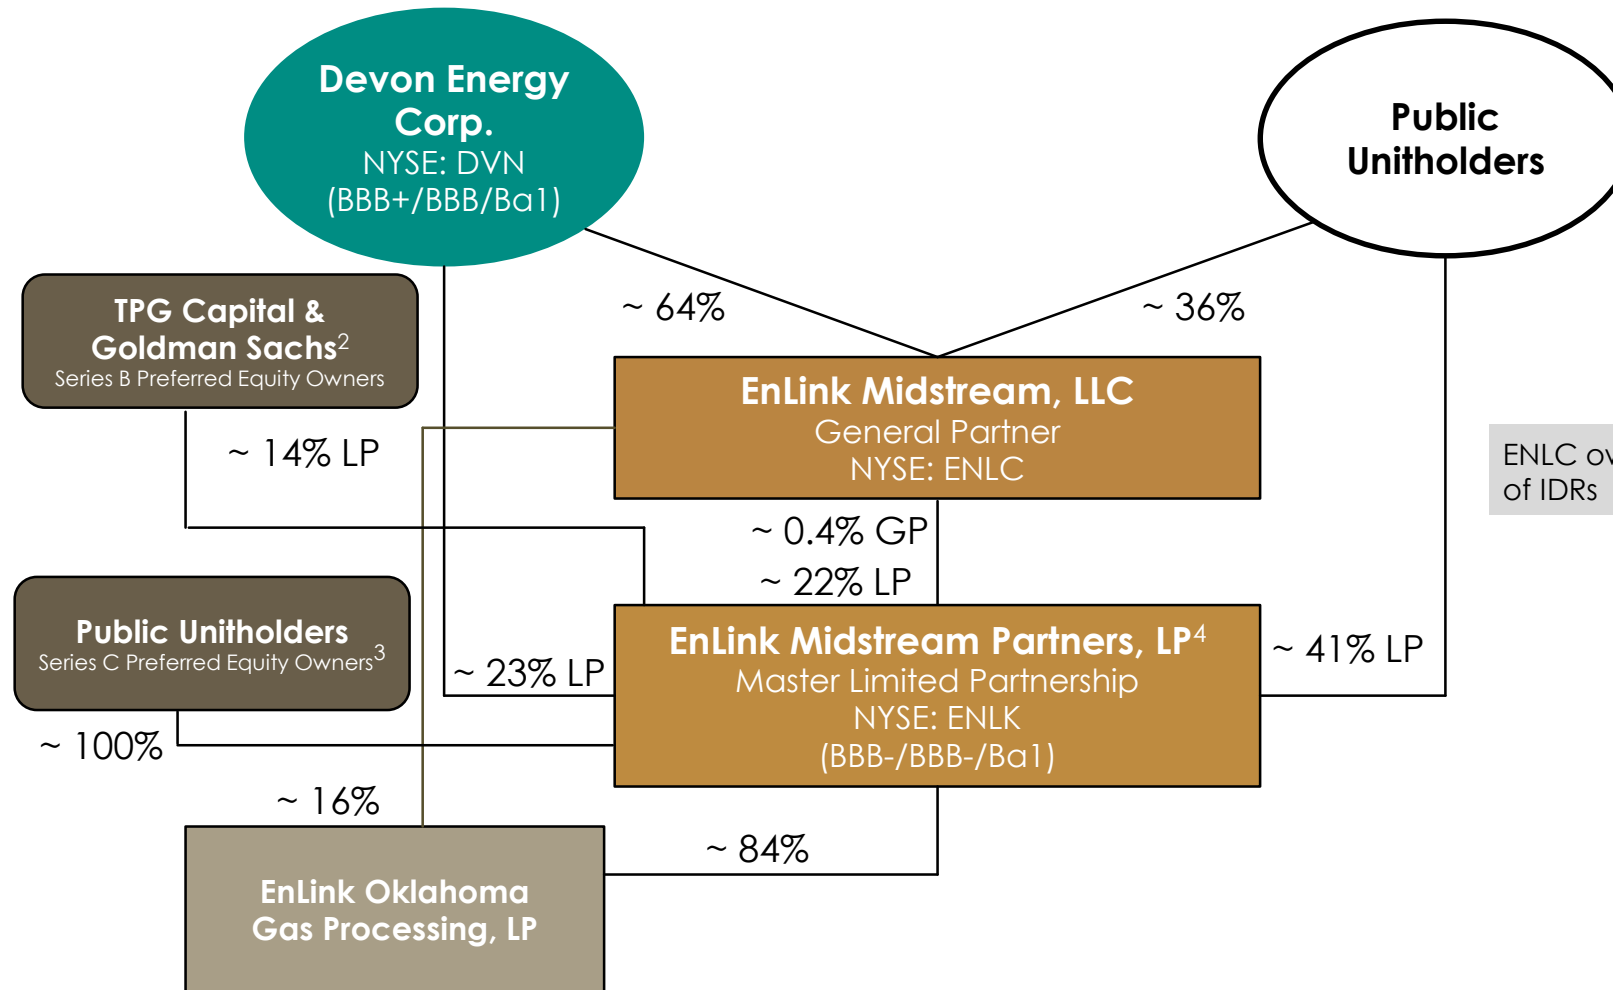 Devon Energy
Corp.
NYSE: DVN
(BBB+/BBB/Ba1)
Public
Unitholders
~ 64%
~ 36%
TPG Capital &
Goldman Sachs²
Series B Preferred Equity Owners
~ 14% LP
EnLink Midstream, LLC
General Partner
NYSE: ENLC
ENLC
of IDRs
~ 0.4% GP
~ 22% LP
Public Unitholders
Series C Preferred Equity Owners³
~ 100%
~ 23% LP
EnLink Midstream Partners, LP⁴
Master Limited Partnership
NYSE: ENLK
(BBB-/BBB-/Ba1)
~ 41% LP
~ 16%
~ 84%
EnLink Oklahoma
Gas Processing, LP